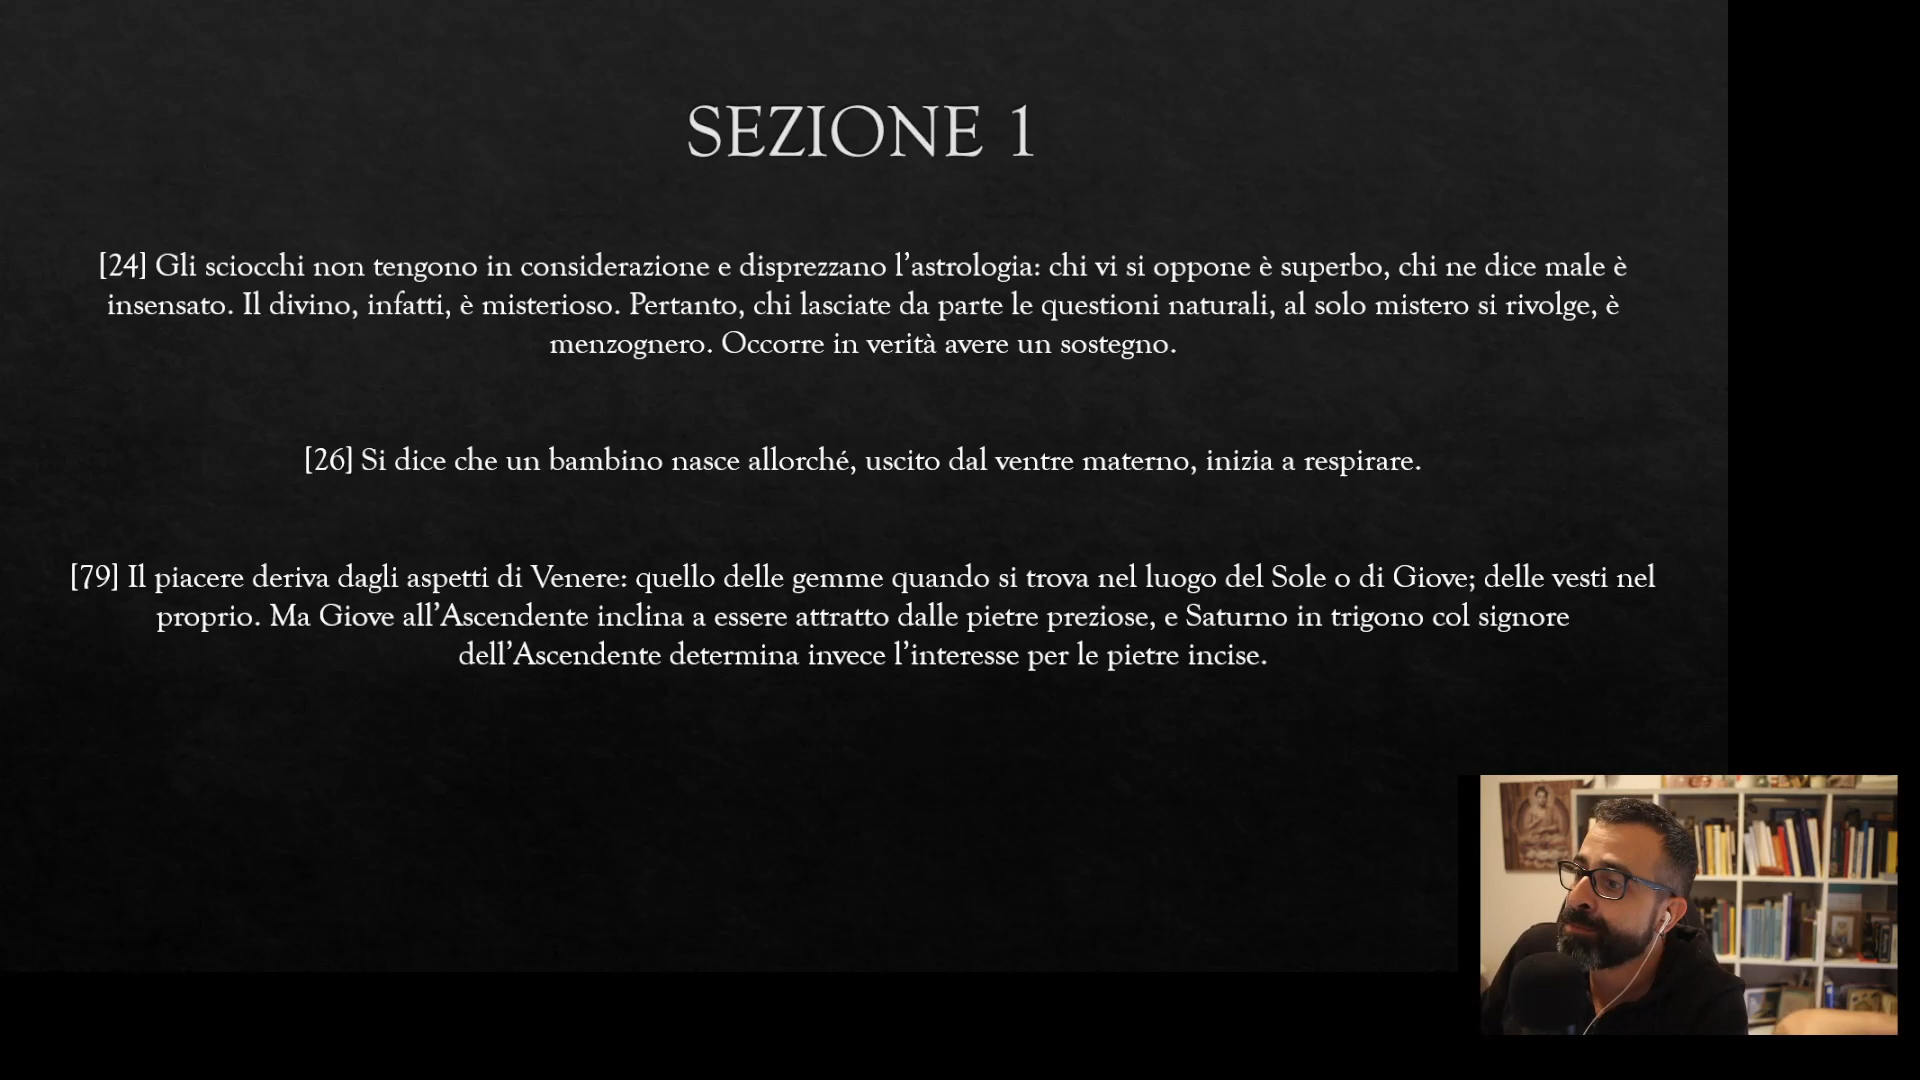 SEZIONE 1
[24] Gli sciocchi non tengono in considerazione e disprezzano l’astrologia: chi vi si oppone è superbo, chi ne dice male è
insensato. Il divino, infatti, è misterioso. Pertanto, chi lasciate da parte le questioni naturali, al solo mistero si rivolge, è
menzognero. Occorre in verità avere un sostegno.
[26] Si dice che un bambino nasce allorché, uscito dal ventre materno, inizia a respirare.
[79] Il piacere deriva dagli aspetti di Venere: quello delle gemme quando si trova nel luogo del Sole o di Giove; delle vesti nel
proprio. Ma Giove all’Ascendente inclina a essere attratto dalle pietre preziose, e Saturno in trigono col signore
dell’Ascendente determina invece l’interesse per le pietre incise.